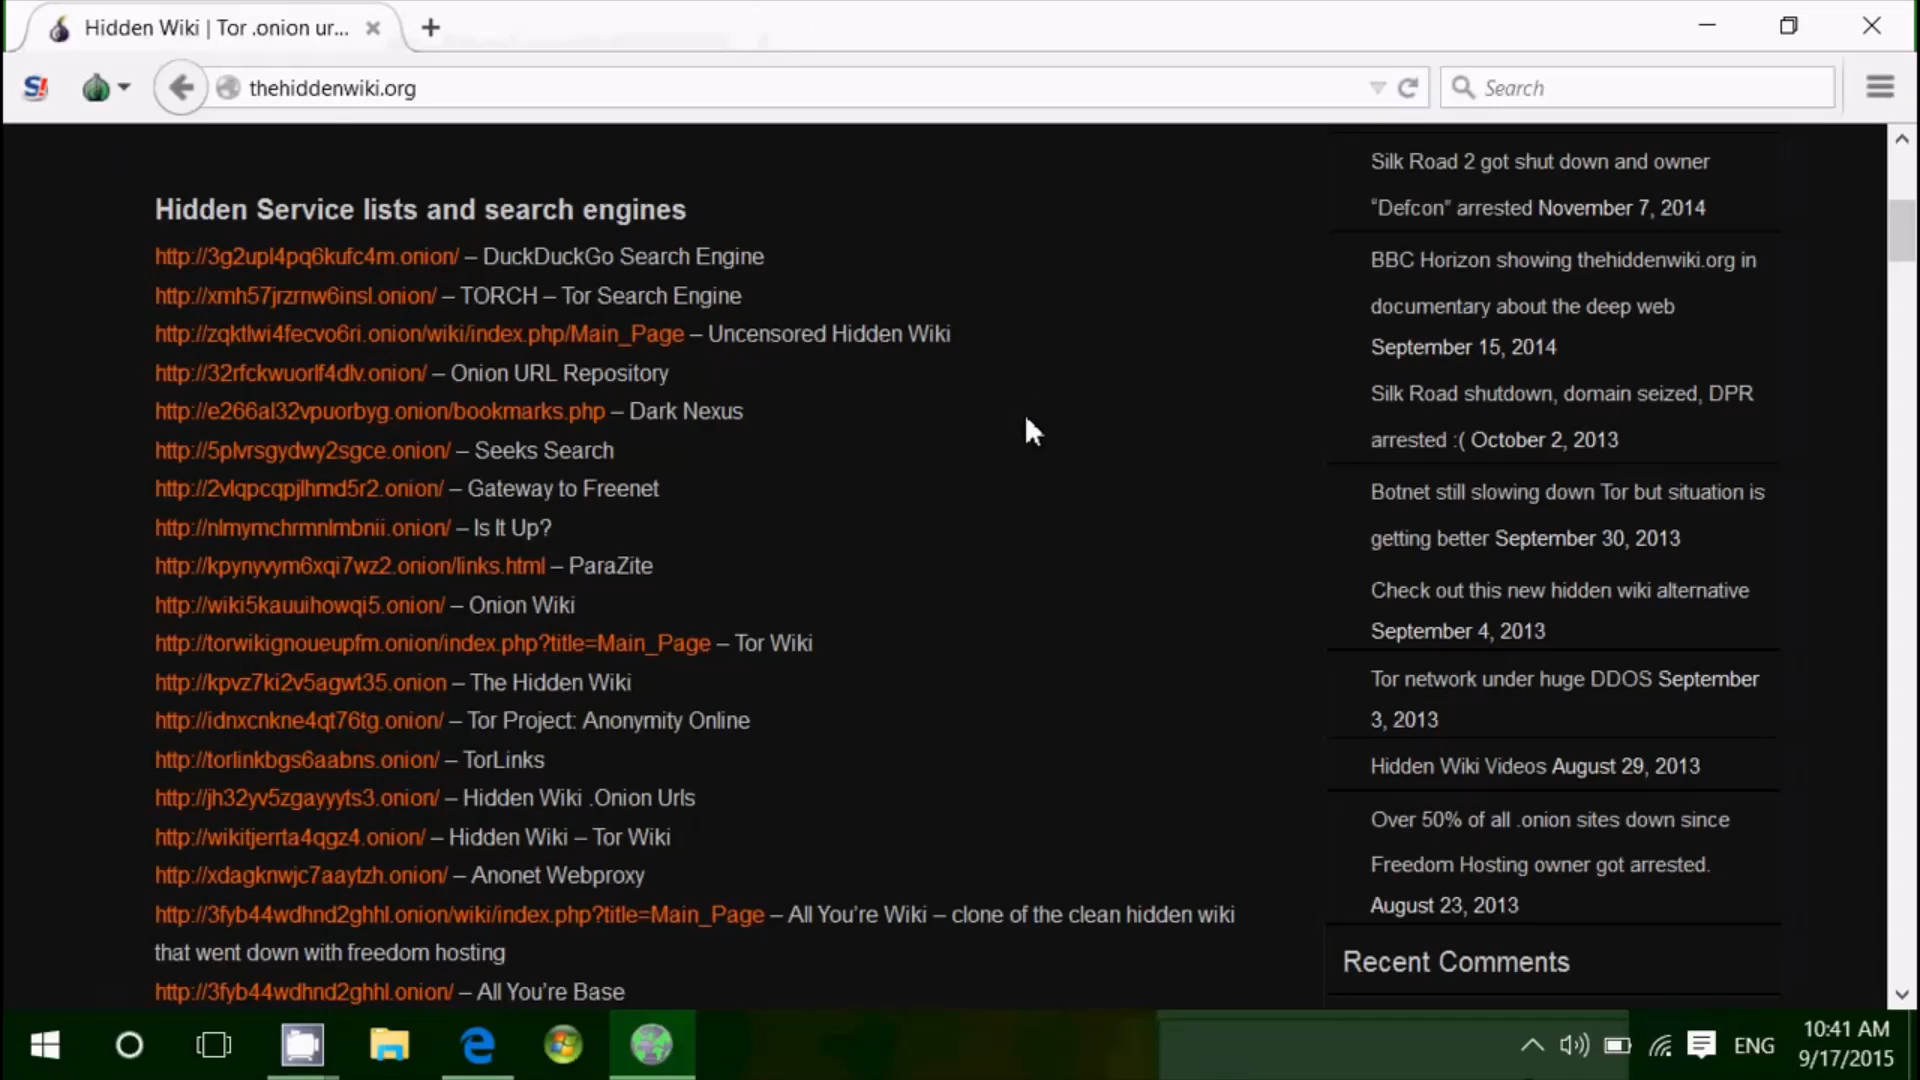 Hidden Wiki | Tor .onion ur...
thehiddenwiki.org
Search
Hidden Service lists and search engines
http://3g2upl4pq6kufc4m.onion/ – DuckDuckGo Search Engine
http://xmh57jrzrnw6insl.onion/ – TORCH – Tor Search Engine
http://zqktlwi4fecvo6ri.onion/wiki/index.php/Main_Page – Uncensored Hidden Wiki
http://32rfckwuorlf4dlv.onion/ – Onion URL Repository
http://e266al32vpuorbyg.onion/bookmarks.php – Dark Nexus
http://5plvrsgydwy2sgce.onion/ – Seeks Search
http://2vlqpcqpjlhmd5r2.onion/ – Gateway to Freenet
http://nlmymchrmnlmbnii.onion/ – Is It Up?
http://kpynyvym6xqi7wz2.onion/links.html – ParaZite
http://wiki5kauuihowqi5.onion/ – Onion Wiki
http://torwikignoueupfm.onion/index.php?title=Main_Page – Tor Wiki
http://kpvz7ki2v5agwt35.onion – The Hidden Wiki
http://idnxcnkne4qt76tg.onion/ – Tor Project: Anonymity Online
http://torlinkbgs6aabns.onion/ – TorLinks
http://jh32yv5zgayyyts3.onion/ – Hidden Wiki .Onion Urls
http://wikitjerrta4qgz4.onion/ – Hidden Wiki – Tor Wiki
http://xdagknwjc7aaytzh.onion/ – Anonet Webproxy
http://3fyb44wdhnd2ghhl.onion/wiki/index.php?title=Main_Page – All You’re Wiki – clone of the clean hidden wiki
that went down with freedom hosting
http://3fyb44wdhnd2ghhl.onion/ – All You’re Base
Silk Road 2 got shut down and owner
“Defcon” arrested November 7, 2014
BBC Horizon showing thehiddenwiki.org in
documentary about the deep web
September 15, 2014
Silk Road shutdown, domain seized, DPR
arrested :( October 2, 2013
Botnet still slowing down Tor but situation is
getting better September 30, 2013
Check out this new hidden wiki alternative
September 4, 2013
Tor network under huge DDOS September
3, 2013
Hidden Wiki Videos August 29, 2013
Over 50% of all .onion sites down since
Freedom Hosting owner got arrested.
August 23, 2013
Recent Comments
ENG
10:41 AM
9/17/2015